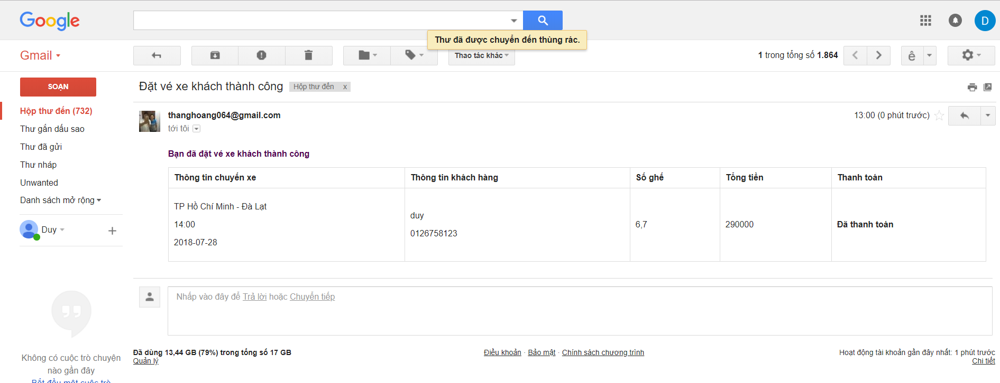 Google
D
Thư đã được chuyển đến thùng rác.
Gmail
Thao tác khác
1 trong tổng số 1.864
ê
SOẠN
Đặt vé xe khách thành công
Hộp thư đến x
Hộp thư đến (732)
Thư gắn dấu sao
Thư đã gửi
Thư nháp
Unwanted
Danh sách mở rộng
Duy
thanghoang064@gmail.com
13:00 (0 phút trước)
tới tôi
Bạn đã đặt vé xe khách thành công
Thông tin chuyến xe Thông tin khách hàng Số ghế Tổng tiền Thanh toán
TP Hồ Chí Minh - Đà Lạt
14:00
2018-07-28
duy
0126758123
6,7
290000
Đã thanh toán
Nhấp vào đây để Trả lời hoặc Chuyển tiếp
Không có cuộc trò chuyện
nào gần đây
Bắt đầu một cuộc trò
Đã dùng 13,44 GB (79%) trong tổng số 17 GB
Quản lý
Điều khoản · Bảo mật · Chính sách chương trình
Hoạt động tài khoản gần đây nhất: 1 phút trước
Chi tiết